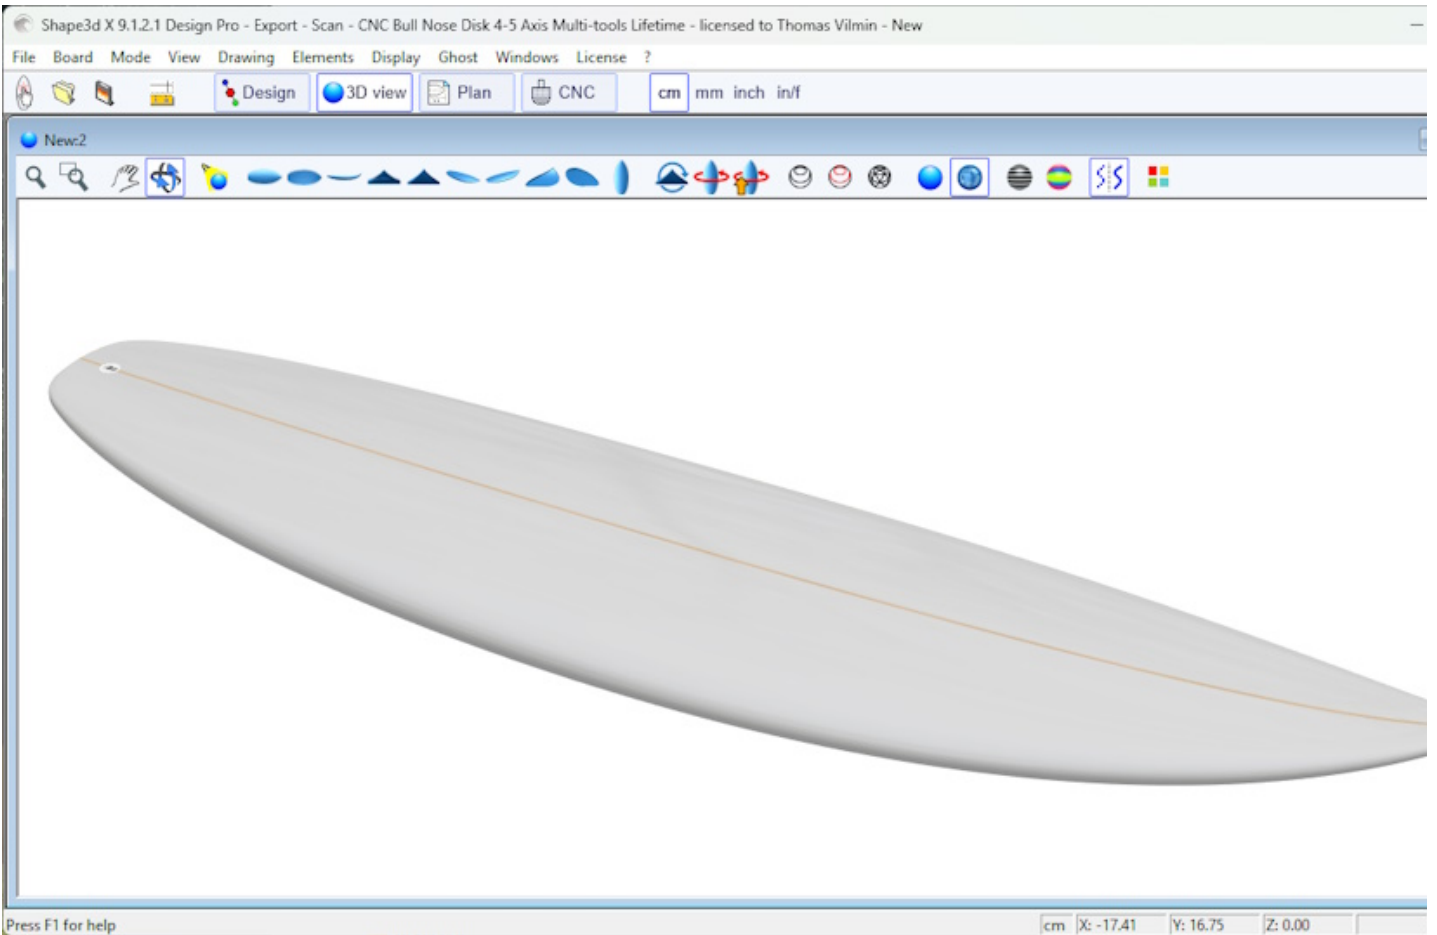 Shape3d X 9.1.2.1 Design Pro - Export - Scan - CNC Bull Nose Disk 4-5 Axis Multi-tools Lifetime - licensed to Thomas Vilmin - New
File Board Mode View Drawing Elements Display Ghost Windows License ?
Design 3D view Plan CNC cm mm inch in/f
New:2
Press F1 for help cm X: -17.41 Y: 16.75 Z: 0.00